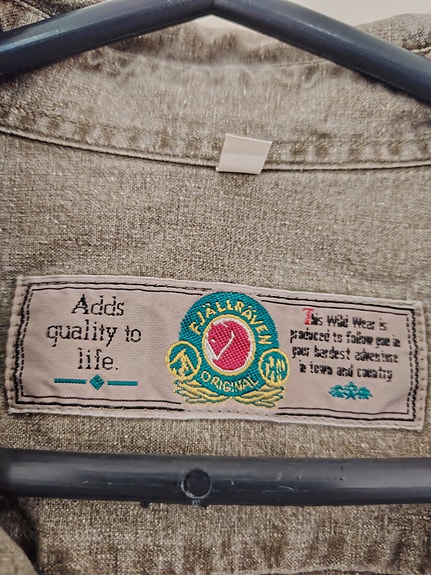 Adds
quality to
life.
FJÄLLRÄVEN
ORIGINAL
This Wild Wear is
produced to follow you in
your hardest adventure
in town and country